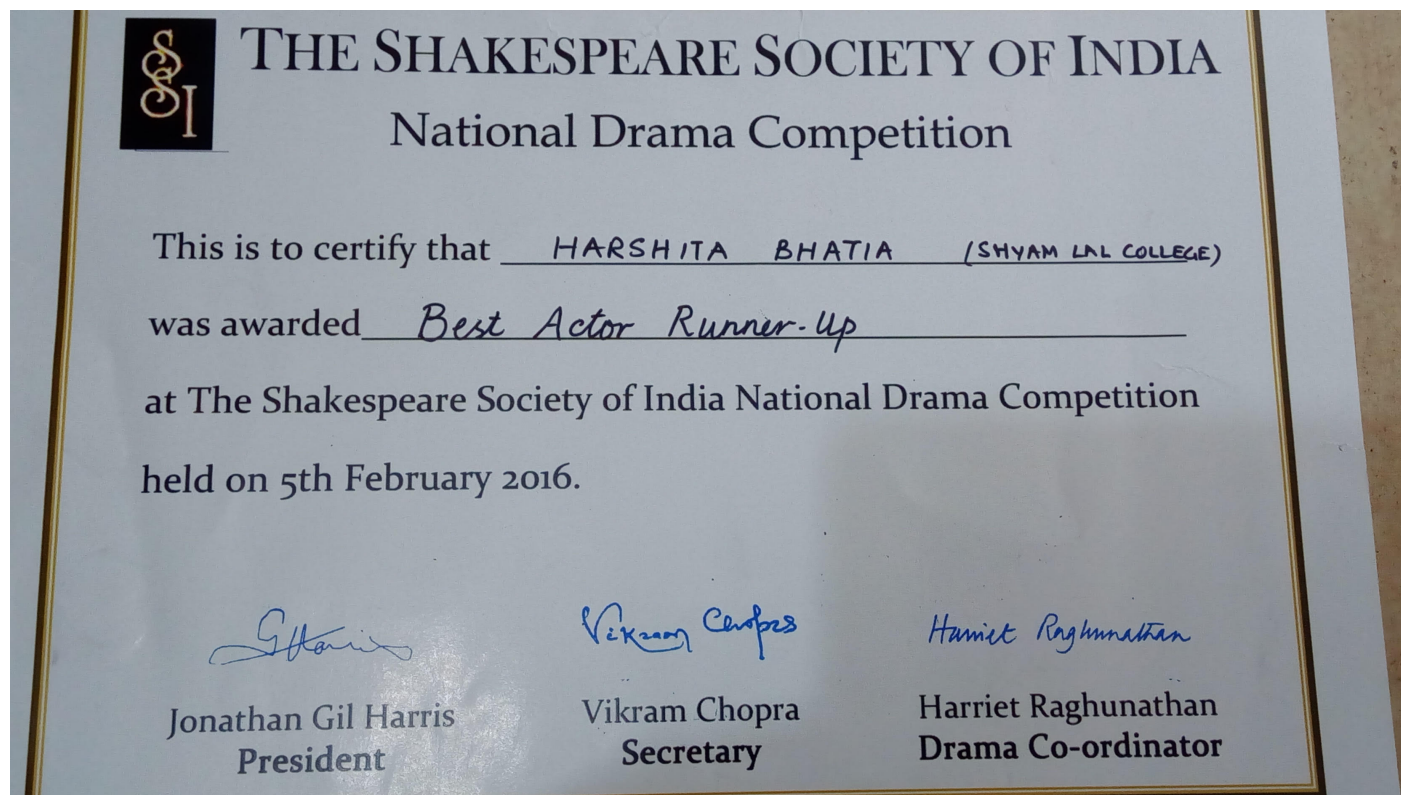 SSSI
THE SHAKESPEARE SOCIETY OF INDIA
National Drama Competition
This is to certify that HARSHITA BHATIA (SHYAM LAL COLLEGE)
was awarded Best Actor Runner-Up
at The Shakespeare Society of India National Drama Competition
held on 5th February 2016.
GHarris Vikram Chopra Harriet Raghunathan
Jonathan Gil Harris Vikram Chopra Harriet Raghunathan
President Secretary Drama Co-ordinator